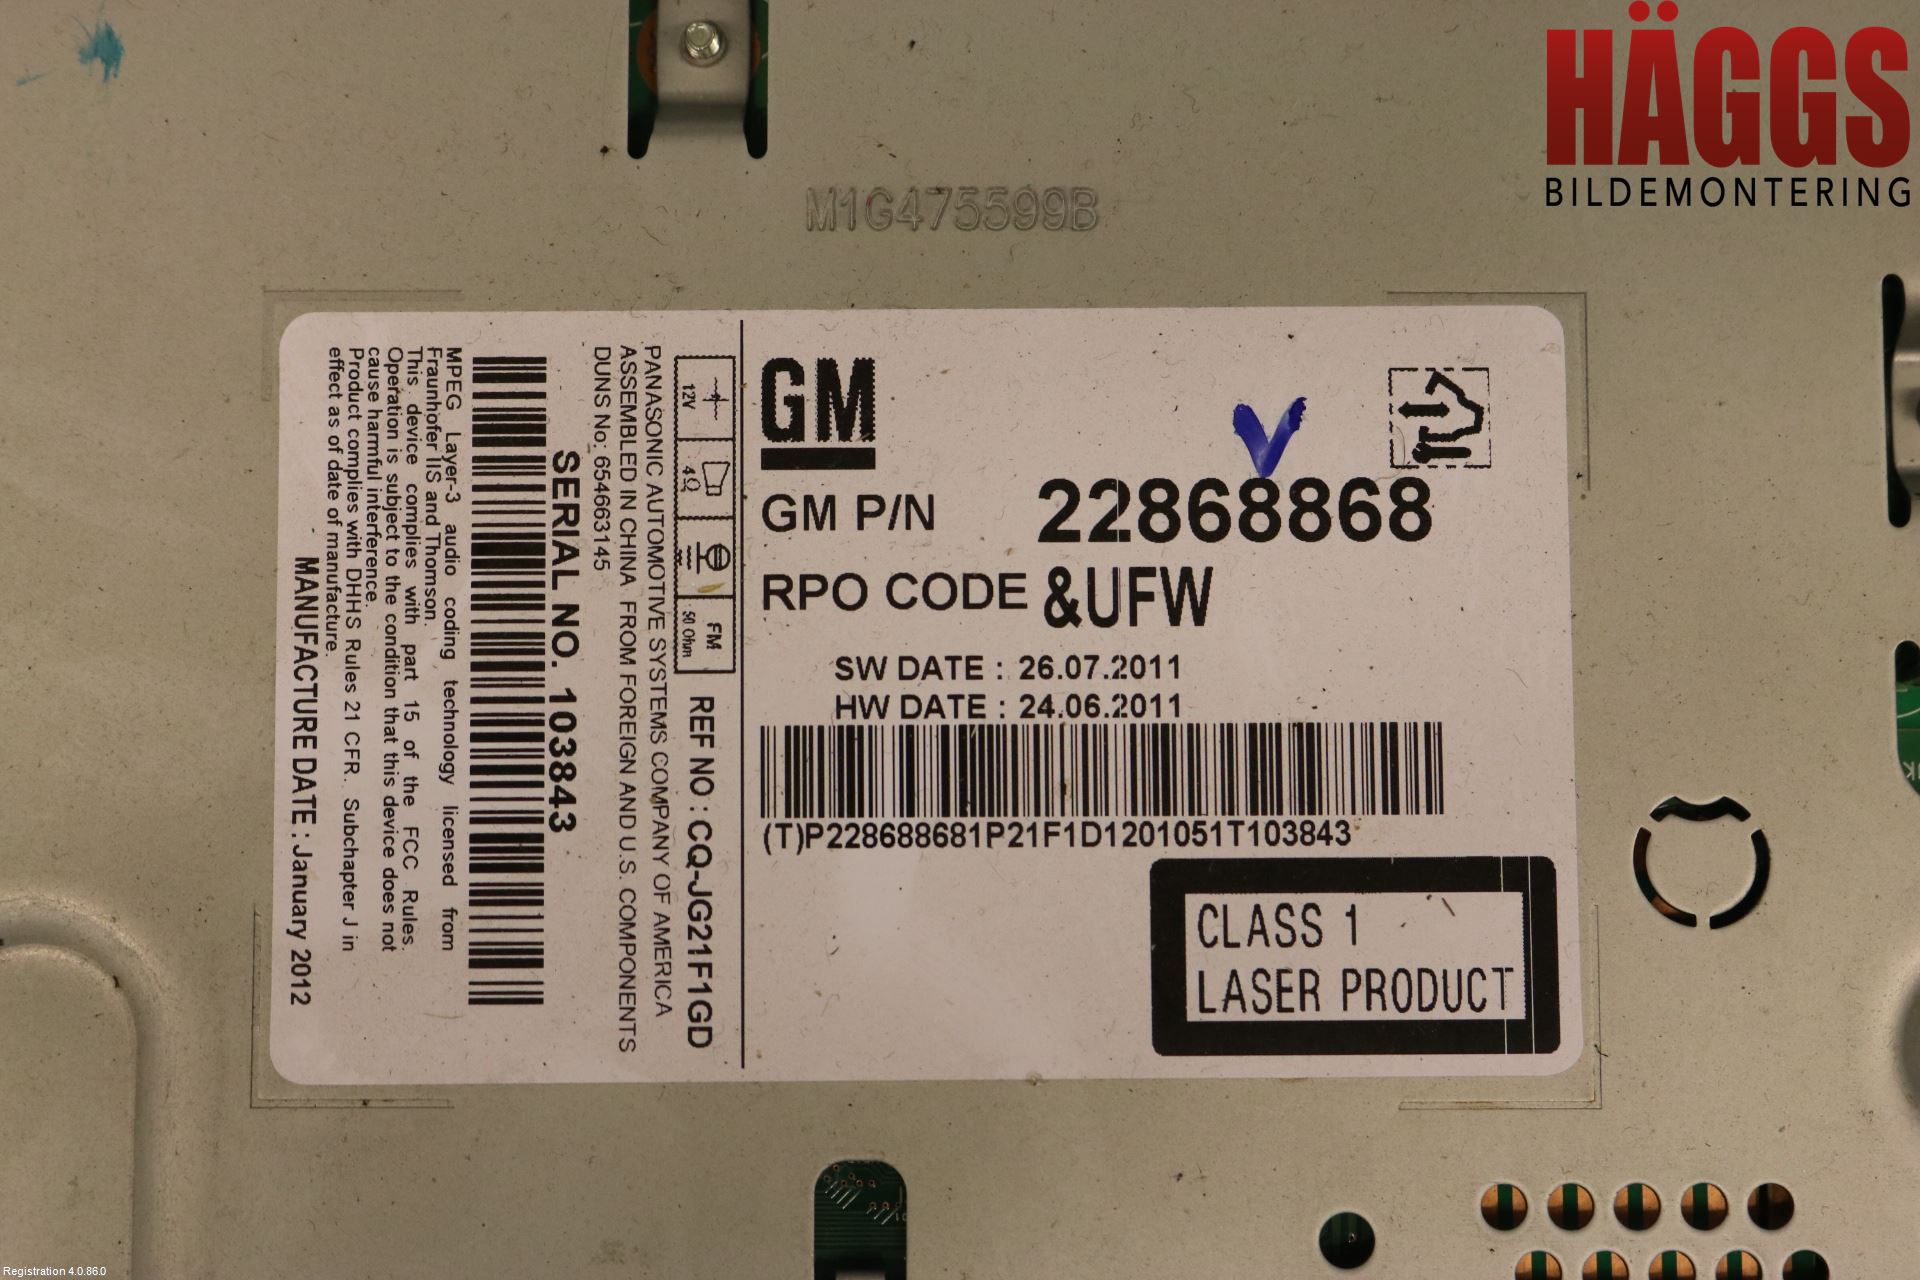 HÄGGS
BILDEMONTERING
M1G475599B
GM
GM P/N 22868868
RPO CODE &UFW
SW DATE : 26.07.2011
HW DATE : 24.06.2011
(T)P228688681P21F1D1201051T103843
CLASS 1
LASER PRODUCT
12V
4 Ω
FM
50 Ohm
REF NO : CQ-JG21F1GD
PANASONIC AUTOMOTIVE SYSTEMS COMPANY OF AMERICA
ASSEMBLED IN CHINA FROM FOREIGN AND U.S. COMPONENTS
DUNS No: 654663145
SERIAL NO. 103843
MPEG Layer-3 audio coding technology licensed from
Fraunhofer IIS and Thomson.
This device complies with part 15 of the FCC Rules.
Operation is subject to the condition that this device does not
cause harmful interference.
Product complies with DHHS Rules 21 CFR. Subchapter J in
effect as of date of manufacture.
MANUFACTURE DATE : January 2012
Registration 4.0.86.0